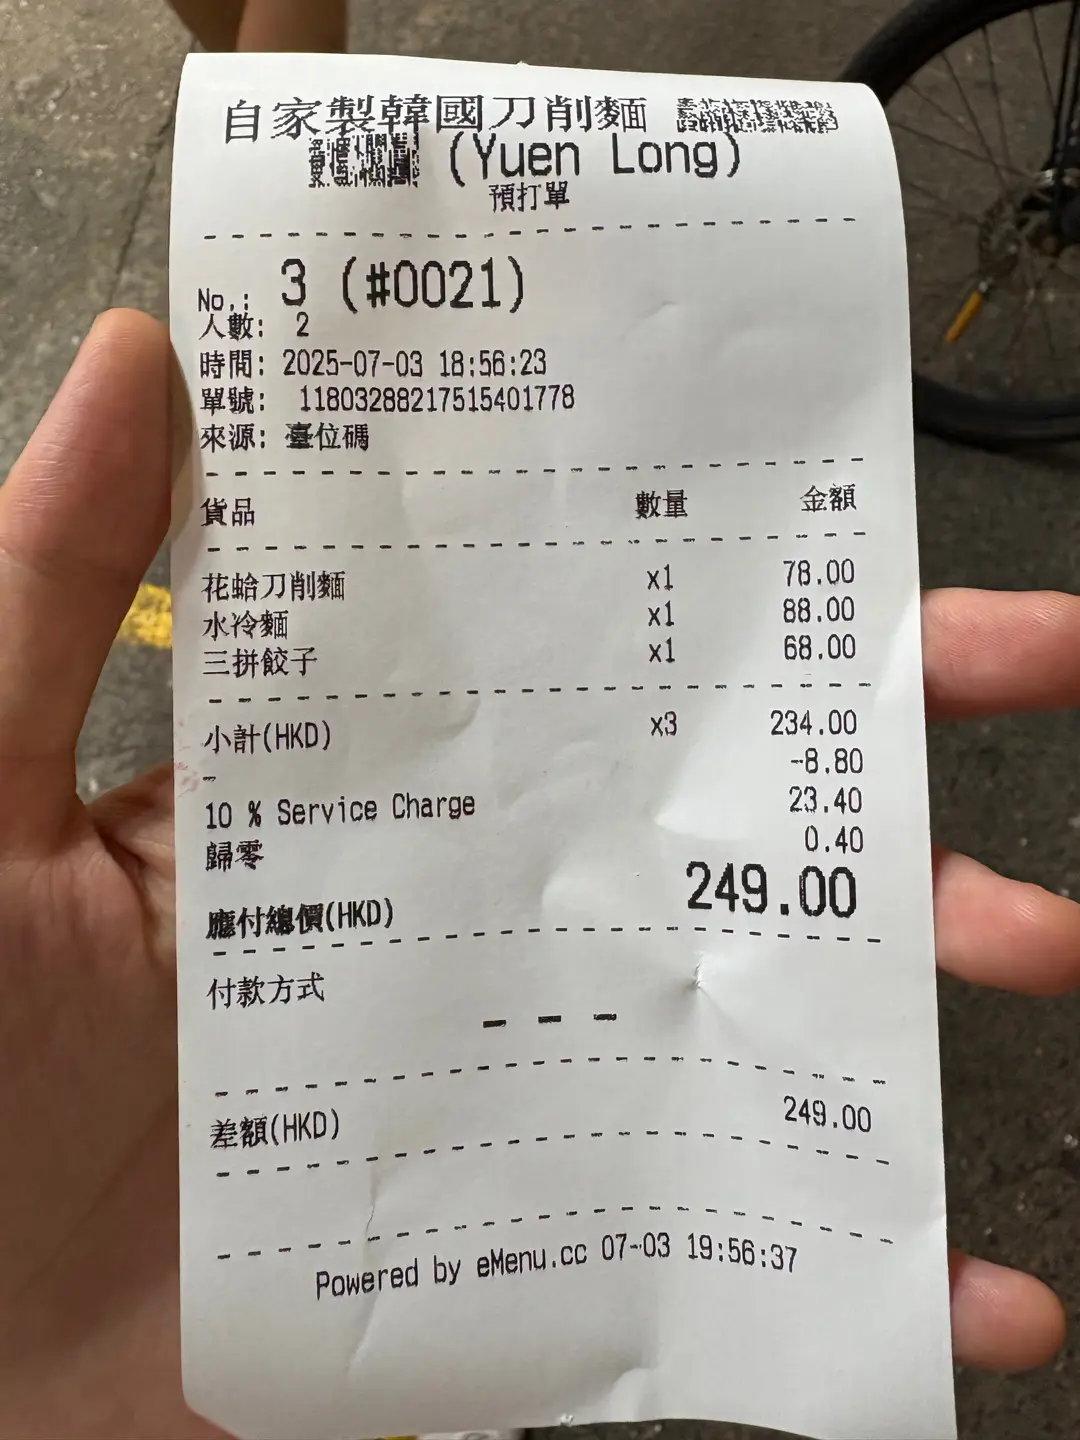 自家製韓國刀削麵
(Yuen Long)
預打單
No.: 3 (#0021)
人數: 2
時間: 2025-07-03 18:56:23
單號: 11803288217515401778
來源: 臺位碼
貨品 數量 金額
花蛤刀削麵 x1 78.00
水冷麵 x1 88.00
三拼餃子 x1 68.00
小計(HKD) x3 234.00
- -8.80
10 % Service Charge 23.40
歸零 0.40
應付總價(HKD) 249.00
付款方式
- - -
差額(HKD) 249.00
Powered by eMenu.cc 07-03 19:56:37